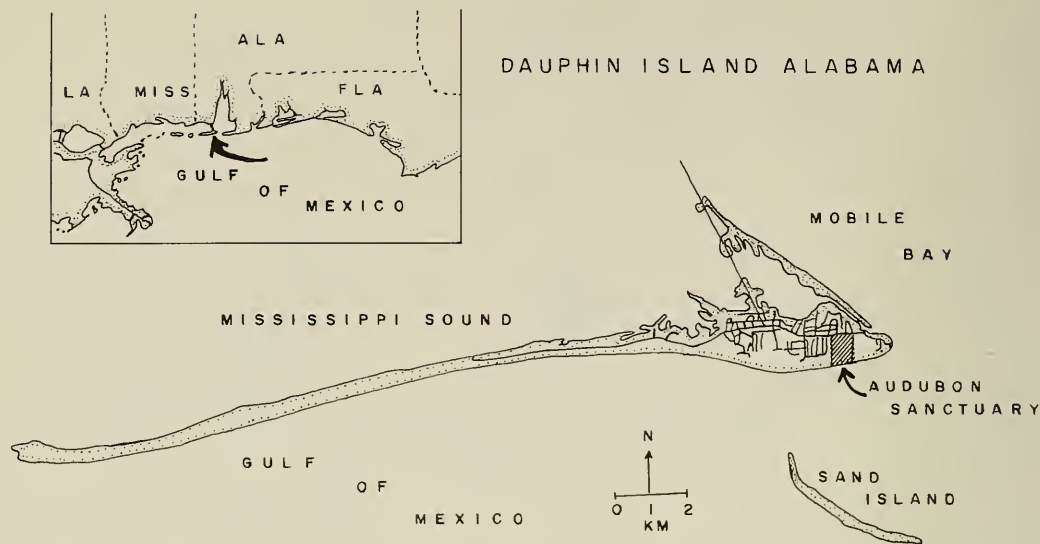 ALA
LA MISS FLA
GULF
OF
MEXICO
DAUPHIN ISLAND ALABAMA
MOBILE
BAY
MISSISSIPPI SOUND
AUDUBON
SANCTUARY
GULF
OF
MEXICO
N
0 1 2
KM
SAND
ISLAND